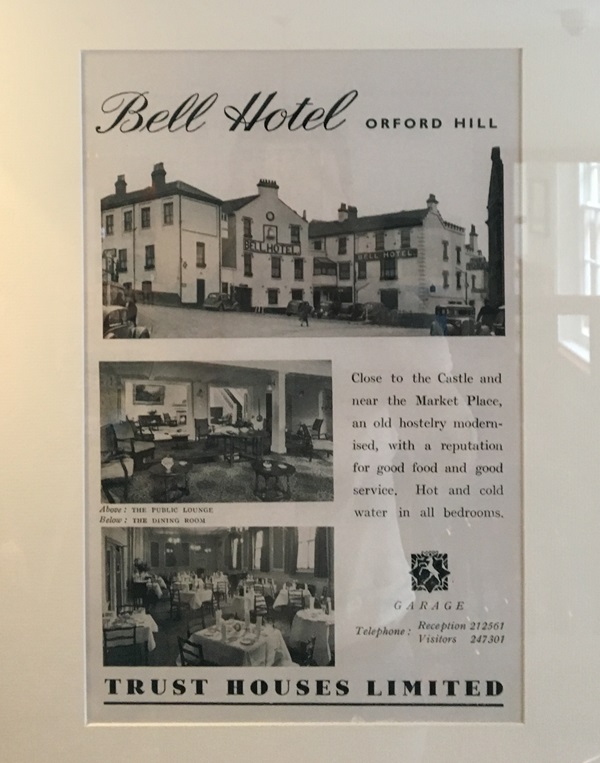 Bell Hotel ORFORD HILL
BELL HOTEL
BELL HOTEL
Close to the Castle and
near the Market Place,
an old hostelry modern-
ised, with a reputation
for good food and good
service. Hot and cold
water in all bedrooms.
Above: THE PUBLIC LOUNGE
Below: THE DINING ROOM
GARAGE
Telephone: Reception 212561
Visitors 247301
TRUST HOUSES LIMITED